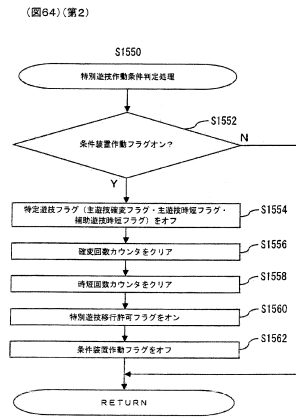 (図64)(第2)
S1550
特別遊技作動条件判定処理
S1552
条件装置作動フラグオン？
N
Y
特定遊技フラグ（主遊技確変フラグ・主遊技時短フラグ・
補助遊技時短フラグ）をオフ
S1554
確変回数カウンタをクリア
S1556
時短回数カウンタをクリア
S1558
特別遊技移行許可フラグをオン
S1560
条件装置作動フラグをオフ
S1562
RETURN